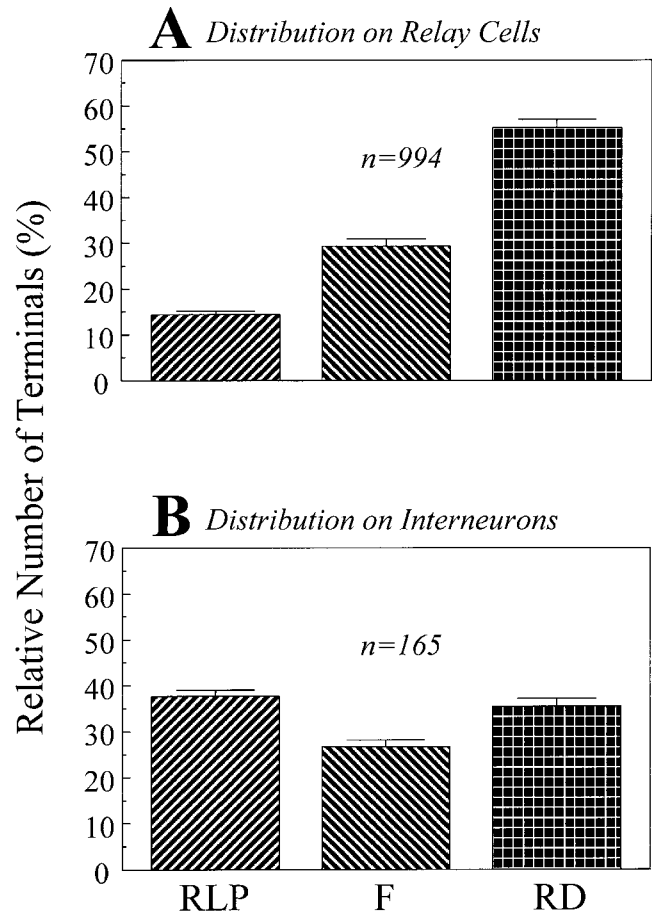 A Distribution on Relay Cells
70
60
50
40
30
20
10
0
n=994
Relative Number of Terminals (%)
B Distribution on Interneurons
70
60
50
40
30
20
10
0
n=165
RLP F RD